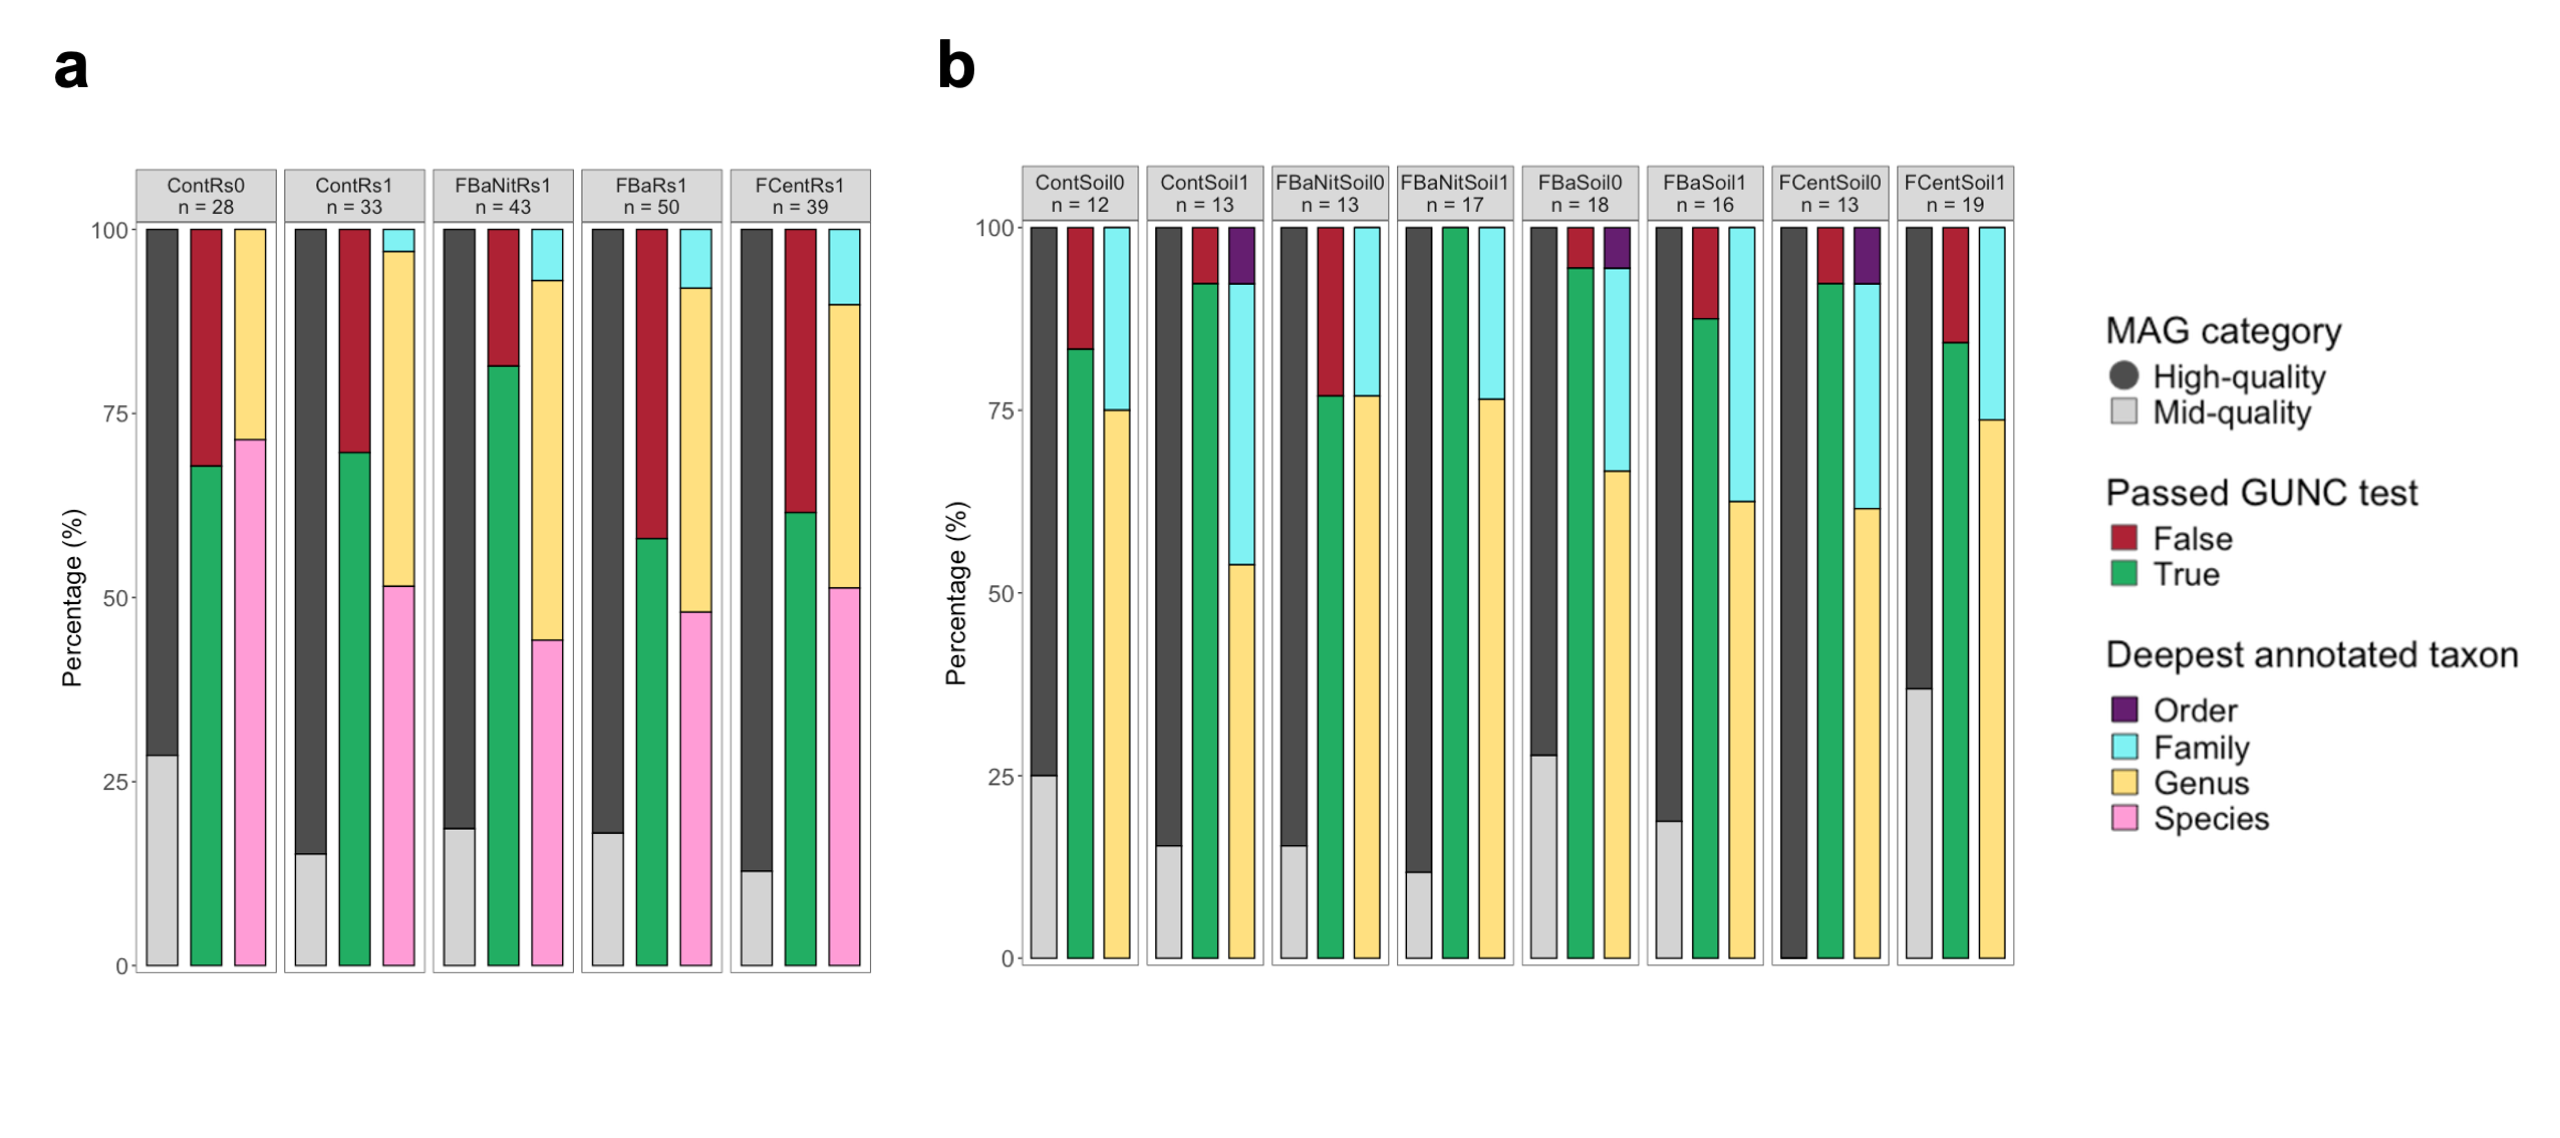 a
b
ContRs0
n = 28
ContRs1
n = 33
FBaNitRs1
n = 43
FBaRs1
n = 50
FCentRs1
n = 39
100
75
50
25
0
Percentage (%)
ContSoil0
n = 12
ContSoil1
n = 13
FBaNitSoil0
n = 13
FBaNitSoil1
n = 17
FBaSoil0
n = 18
FBaSoil1
n = 16
FCentSoil0
n = 13
FCentSoil1
n = 19
100
75
50
25
0
Percentage (%)
MAG category
High-quality
Mid-quality
Passed GUNC test
False
True
Deepest annotated taxon
Order
Family
Genus
Species